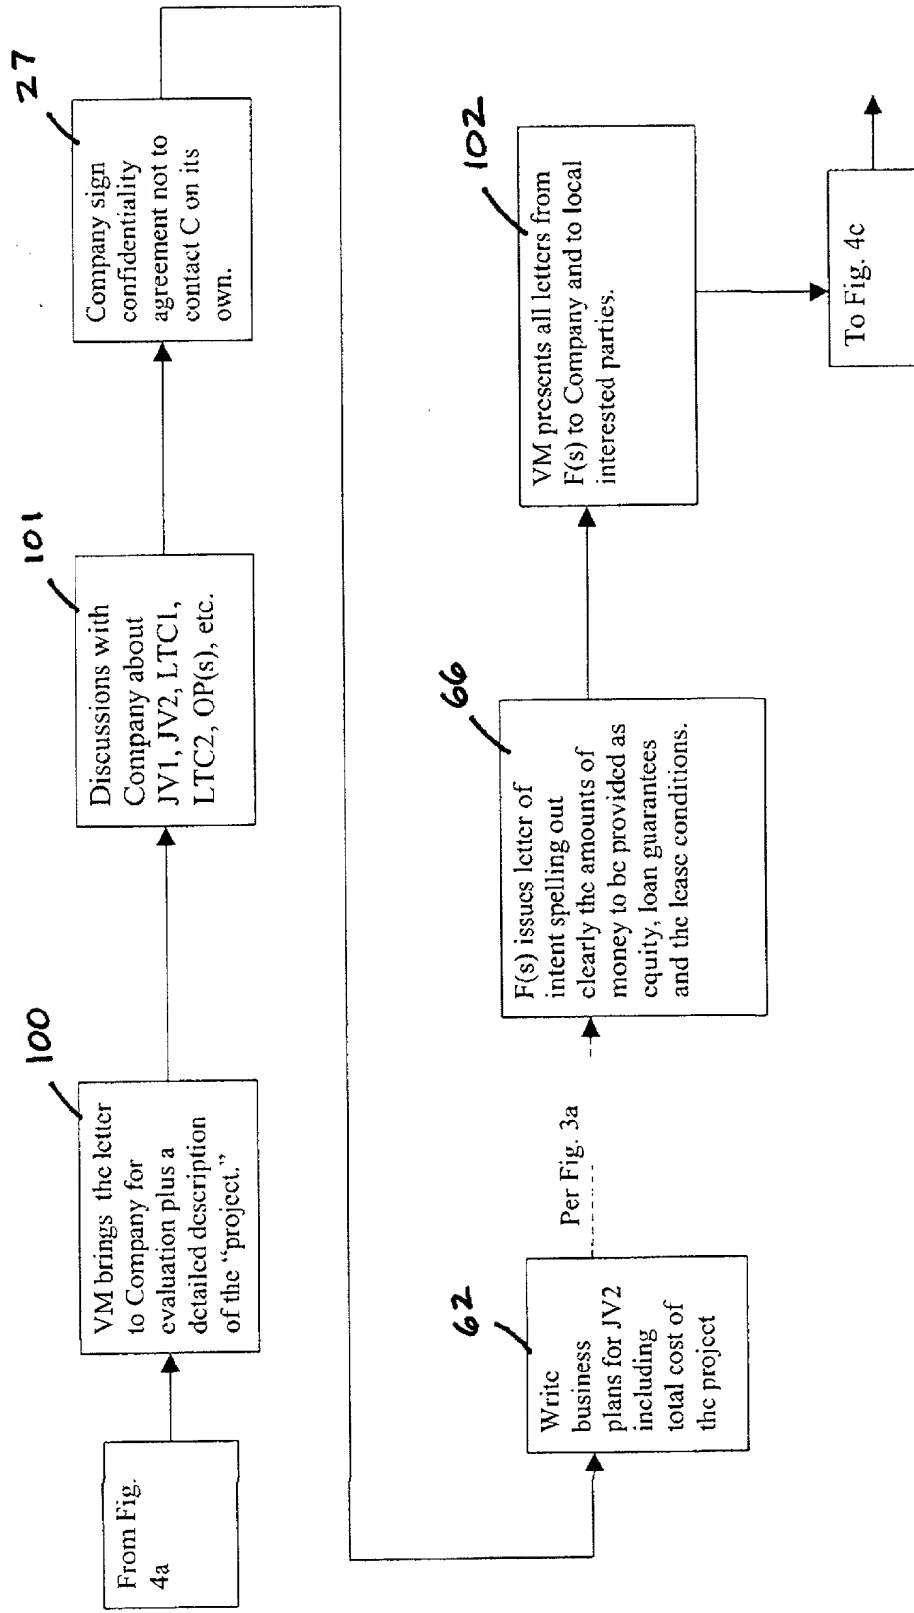 From Fig.
4a
100
VM brings the letter
to Company for
evaluation plus a
detailed description
of the “project.”
101
Discussions with
Company about
JV1, JV2, LTC1,
LTC2, OP(s), etc.
27
Company sign
confidentiality
agreement not to
contact C on its
own.
62
Write
business
plans for JV2
including
total cost of
the project
Per Fig. 3a
66
F(s) issues letter of
intent spelling out
clearly the amounts of
money to be provided as
equity, loan guarantees
and the lease conditions.
102
VM presents all letters from
F(s) to Company and to local
interested parties.
To Fig. 4c